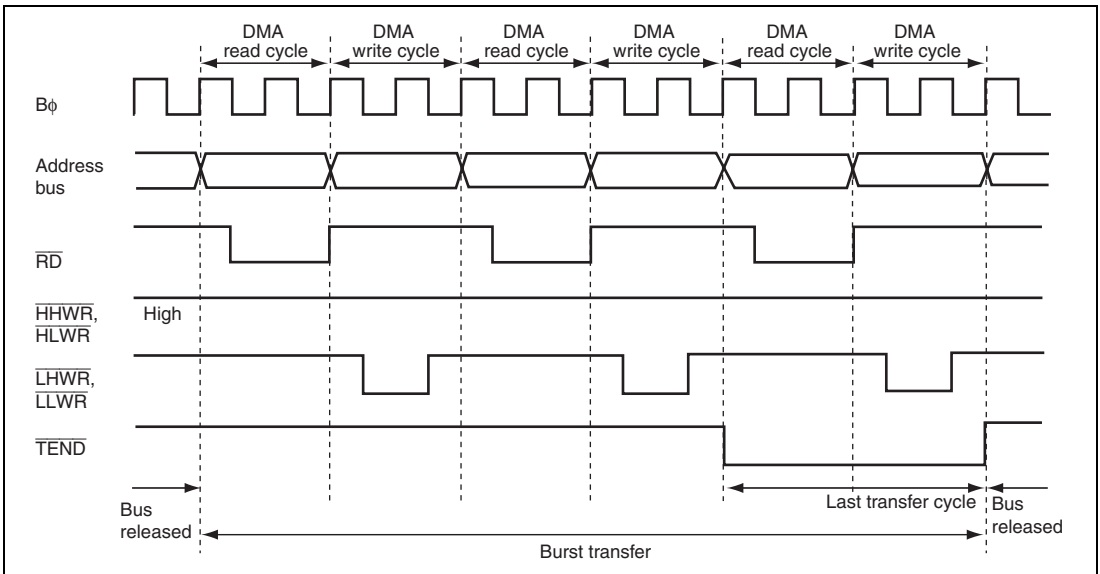 DMA read cycle
DMA write cycle
DMA read cycle
DMA write cycle
DMA read cycle
DMA write cycle
Bϕ
Address
bus
RD
HHWR,
HLWR
High
LHWR,
LLWR
TEND
Bus
released
Last transfer cycle
Bus
released
Burst transfer